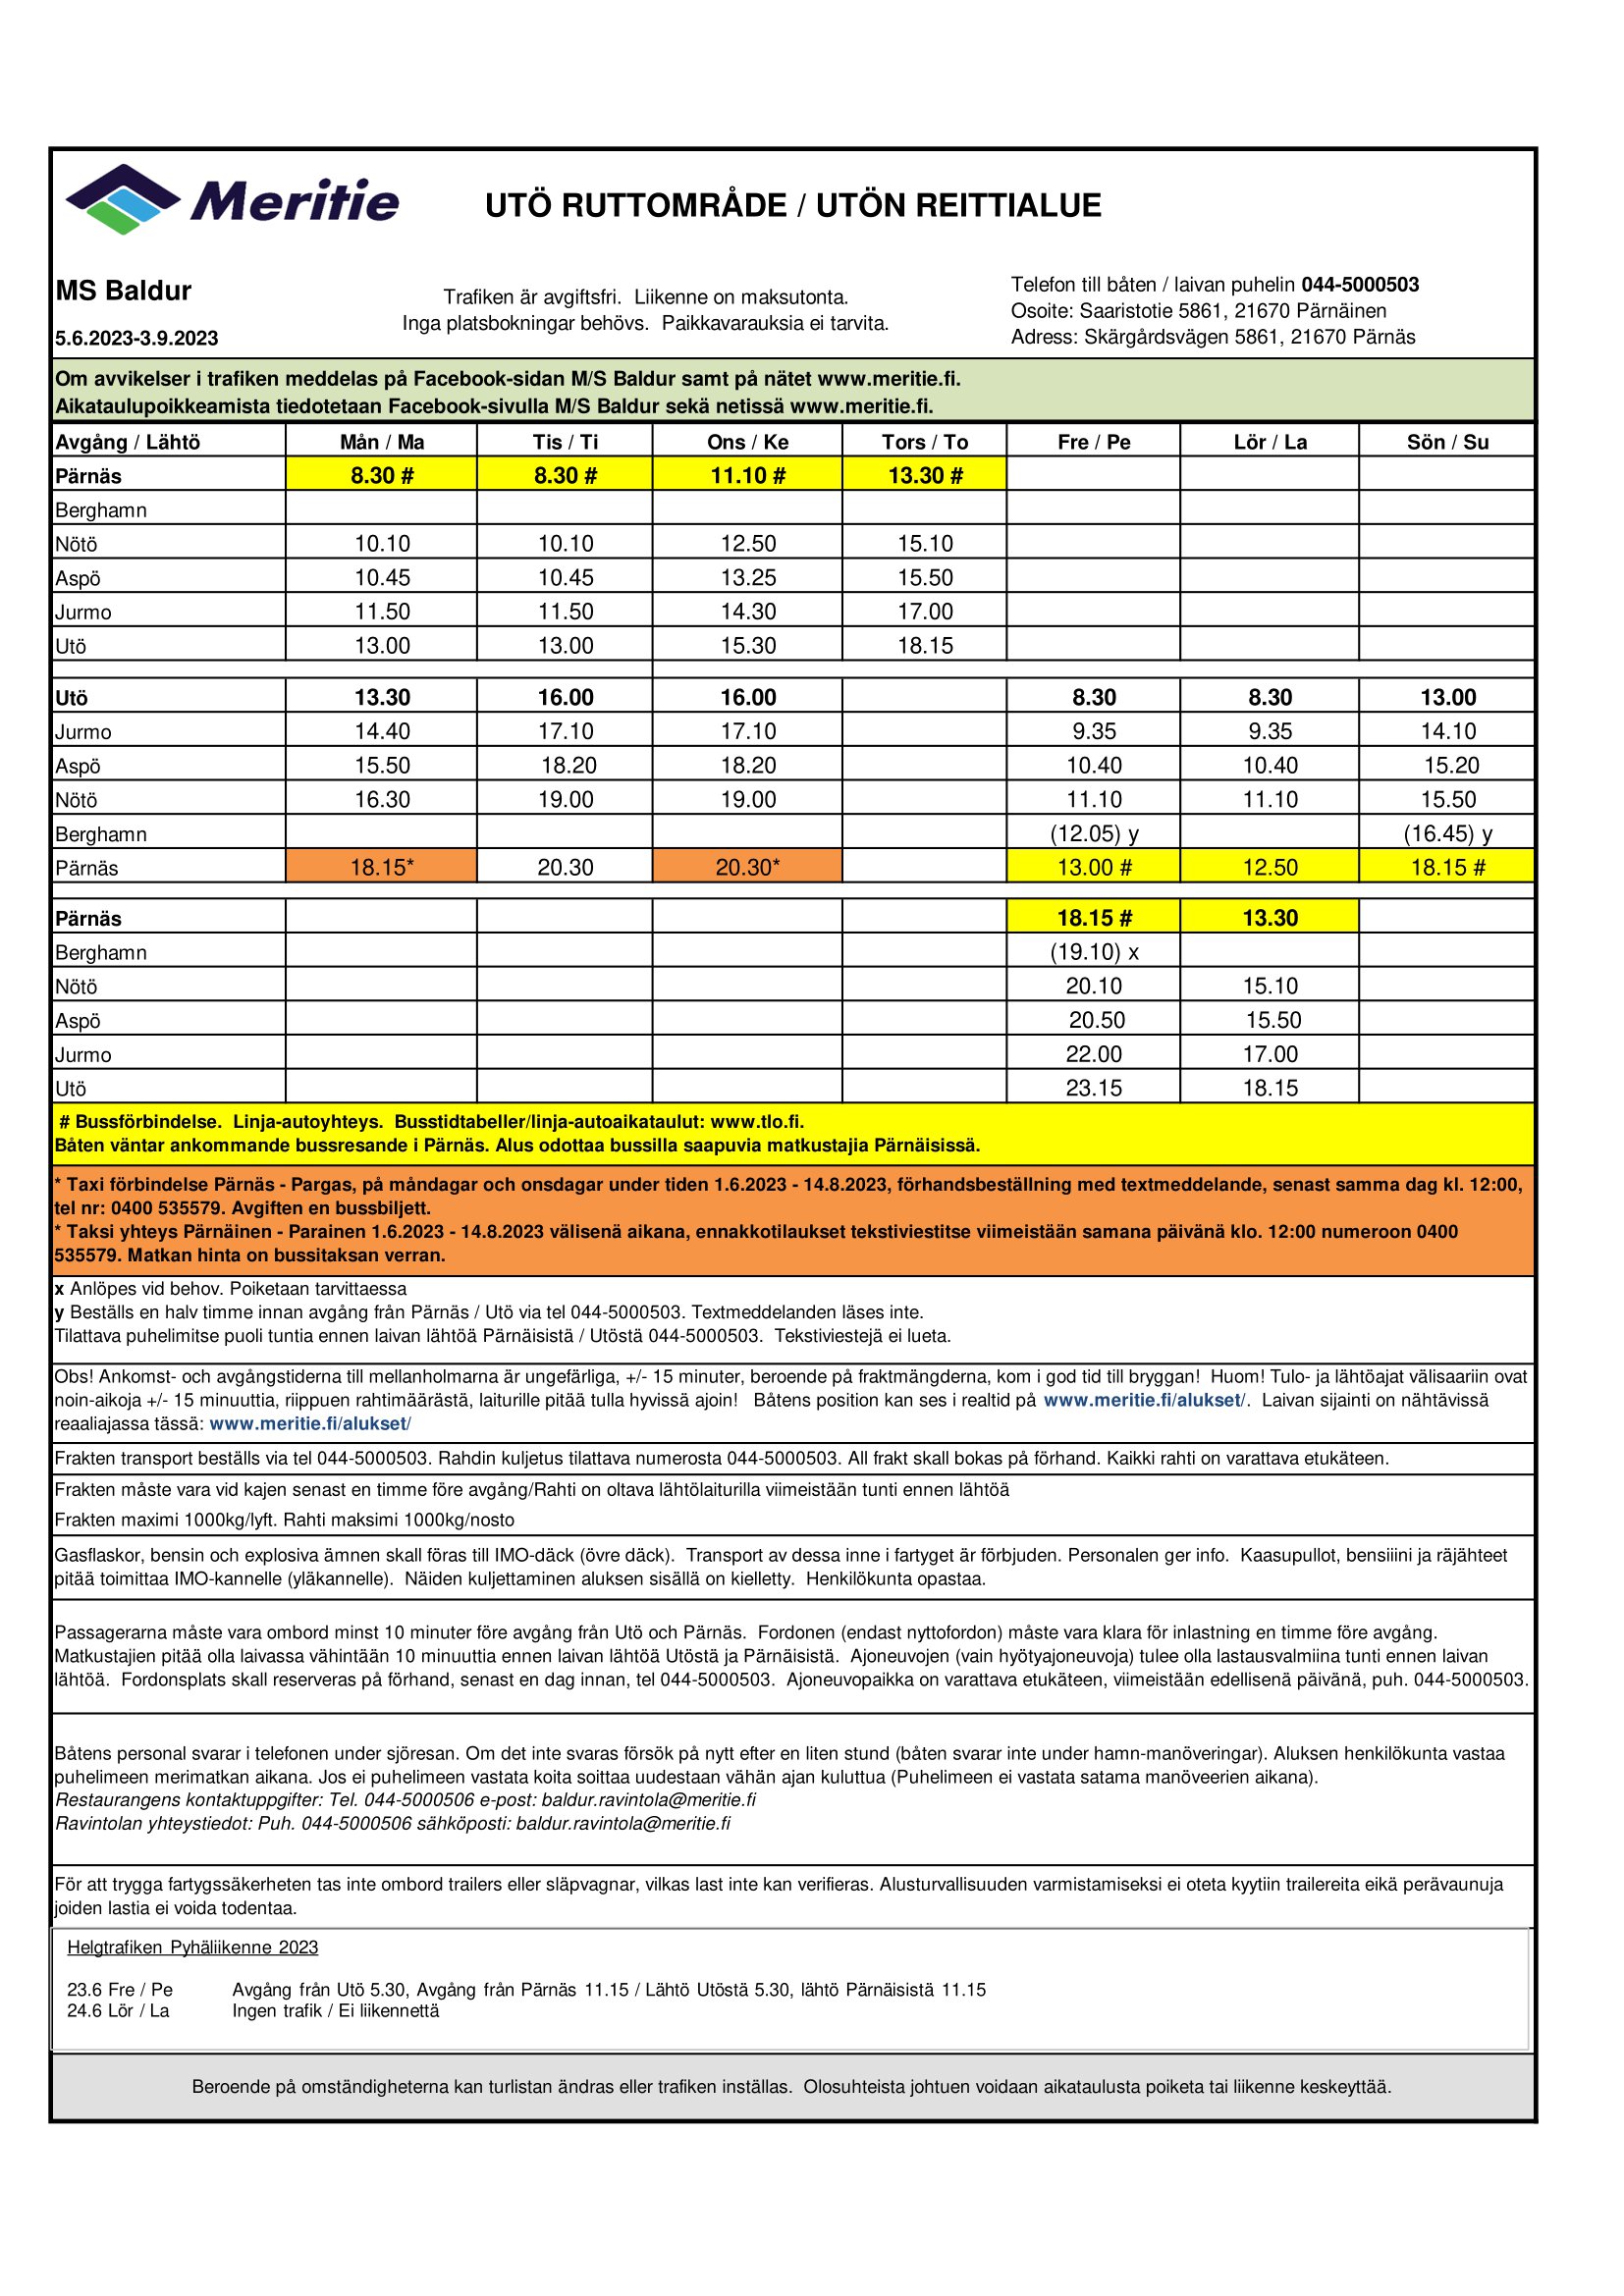 Meritie
UTÖ RUTTOMRÅDE / UTÖN REITTIALUE
MS Baldur
5.6.2023-3.9.2023
Trafiken är avgiftsfri.  Liikenne on maksutonta.
Inga platsbokningar behövs.  Paikkavarauksia ei tarvita.
Telefon till båten / laivan puhelin 044-5000503
Osoite: Saaristotie 5861, 21670 Pärnäinen
Adress: Skärgårdsvägen 5861, 21670 Pärnäs
Om avvikelser i trafiken meddelas på Facebook-sidan M/S Baldur samt på nätet www.meritie.fi.
Aikataulupoikkeamista tiedotetaan Facebook-sivulla M/S Baldur sekä netissä www.meritie.fi.
Avgång / Lähtö Mån / Ma Tis / Ti Ons / Ke Tors / To Fre / Pe Lör / La Sön / Su
Pärnäs 8.30 # 8.30 # 11.10 # 13.30 #
Berghamn
Nötö 10.10 10.10 12.50 15.10
Aspö 10.45 10.45 13.25 15.50
Jurmo 11.50 11.50 14.30 17.00
Utö 13.00 13.00 15.30 18.15
Utö 13.30 16.00 16.00 8.30 8.30 13.00
Jurmo 14.40 17.10 17.10 9.35 9.35 14.10
Aspö 15.50 18.20 18.20 10.40 10.40 15.20
Nötö 16.30 19.00 19.00 11.10 11.10 15.50
Berghamn (12.05) y (16.45) y
Pärnäs 18.15* 20.30 20.30* 13.00 # 12.50 18.15 #
Pärnäs 18.15 # 13.30
Berghamn (19.10) x
Nötö 20.10 15.10
Aspö 20.50 15.50
Jurmo 22.00 17.00
Utö 23.15 18.15
# Bussförbindelse.  Linja-autoyhteys.  Busstidtabeller/linja-autoaikataulut: www.tlo.fi.
Båten väntar ankommande bussresande i Pärnäs. Alus odottaa bussilla saapuvia matkustajia Pärnäisissä.
* Taxi förbindelse Pärnäs - Pargas, på måndagar och onsdagar under tiden 1.6.2023 - 14.8.2023, förhandsbeställning med textmeddelande, senast samma dag kl. 12:00,
tel nr: 0400 535579. Avgiften en bussbiljett.
* Taksi yhteys Pärnäinen - Parainen 1.6.2023 - 14.8.2023 välisenä aikana, ennakkotilaukset tekstiviestitse viimeistään samana päivänä klo. 12:00 numeroon 0400
535579. Matkan hinta on bussitaksan verran.
x Anlöpes vid behov. Poiketaan tarvittaessa
y Beställs en halv timme innan avgång från Pärnäs / Utö via tel 044-5000503. Textmeddelanden läses inte.
Tilattava puhelimitse puoli tuntia ennen laivan lähtöä Pärnäisistä / Utöstä 044-5000503.  Tekstiviestejä ei lueta.
Obs! Ankomst- och avgångstiderna till mellanholmarna är ungefärliga, +/- 15 minuter, beroende på fraktmängderna, kom i god tid till bryggan!  Huom! Tulo- ja lähtöajat välisaariin ovat
noin-aikoja +/- 15 minuuttia, riippuen rahtimäärästä, laiturille pitää tulla hyvissä ajoin!   Båtens position kan ses i realtid på  www.meritie.fi/alukset/.  Laivan sijainti on nähtävissä
reaaliajassa tässä: www.meritie.fi/alukset/
Frakten transport beställs via tel 044-5000503. Rahdin kuljetus tilattava numerosta 044-5000503. All frakt skall bokas på förhand. Kaikki rahti on varattava etukäteen.
Frakten måste vara vid kajen senast en timme före avgång/Rahti on oltava lähtölaiturilla viimeistään tunti ennen lähtöä
Frakten maximi 1000kg/lyft. Rahti maksimi 1000kg/nosto
Gasflaskor, bensin och explosiva ämnen skall föras till IMO-däck (övre däck).  Transport av dessa inne i fartyget är förbjuden. Personalen ger info.  Kaasupullot, bensiiini ja räjähteet
pitää toimittaa IMO-kannelle (yläkannelle).  Näiden kuljettaminen aluksen sisällä on kielletty.  Henkilökunta opastaa.
Passagerarna måste vara ombord minst 10 minuter före avgång från Utö och Pärnäs.  Fordonen (endast nyttofordon) måste vara klara för inlastning en timme före avgång.
Matkustajien pitää olla laivassa vähintään 10 minuuttia ennen laivan lähtöä Utöstä ja Pärnäisistä.  Ajoneuvojen (vain hyötyajoneuvoja) tulee olla lastausvalmiina tunti ennen laivan
lähtöä.  Fordonsplats skall reserveras på förhand, senast en dag innan, tel 044-5000503.  Ajoneuvopaikka on varattava etukäteen, viimeistään edellisenä päivänä, puh. 044-5000503.
Båtens personal svarar i telefonen under sjöresan. Om det inte svaras försök på nytt efter en liten stund (båten svarar inte under hamn-manöveringar). Aluksen henkilökunta vastaa
puhelimeen merimatkan aikana. Jos ei puhelimeen vastata koita soittaa uudestaan vähän ajan kuluttua (Puhelimeen ei vastata satama manöveerien aikana).
Restaurangens kontaktuppgifter: Tel. 044-5000506 e-post: baldur.ravintola@meritie.fi
Ravintolan yhteystiedot: Puh. 044-5000506 sähköposti: baldur.ravintola@meritie.fi
För att trygga fartygssäkerheten tas inte ombord trailers eller släpvagnar, vilkas last inte kan verifieras. Alusturvallisuuden varmistamiseksi ei oteta kyytiin trailereita eikä perävaunuja
joiden lastia ei voida todentaa.
Helgtrafiken Pyhäliikenne 2023
23.6 Fre / Pe Avgång från Utö 5.30, Avgång från Pärnäs 11.15 / Lähtö Utöstä 5.30, lähtö Pärnäisistä 11.15
24.6 Lör / La Ingen trafik / Ei liikennettä
Beroende på omständigheterna kan turlistan ändras eller trafiken inställas.  Olosuhteista johtuen voidaan aikataulusta poiketa tai liikenne keskeyttää.